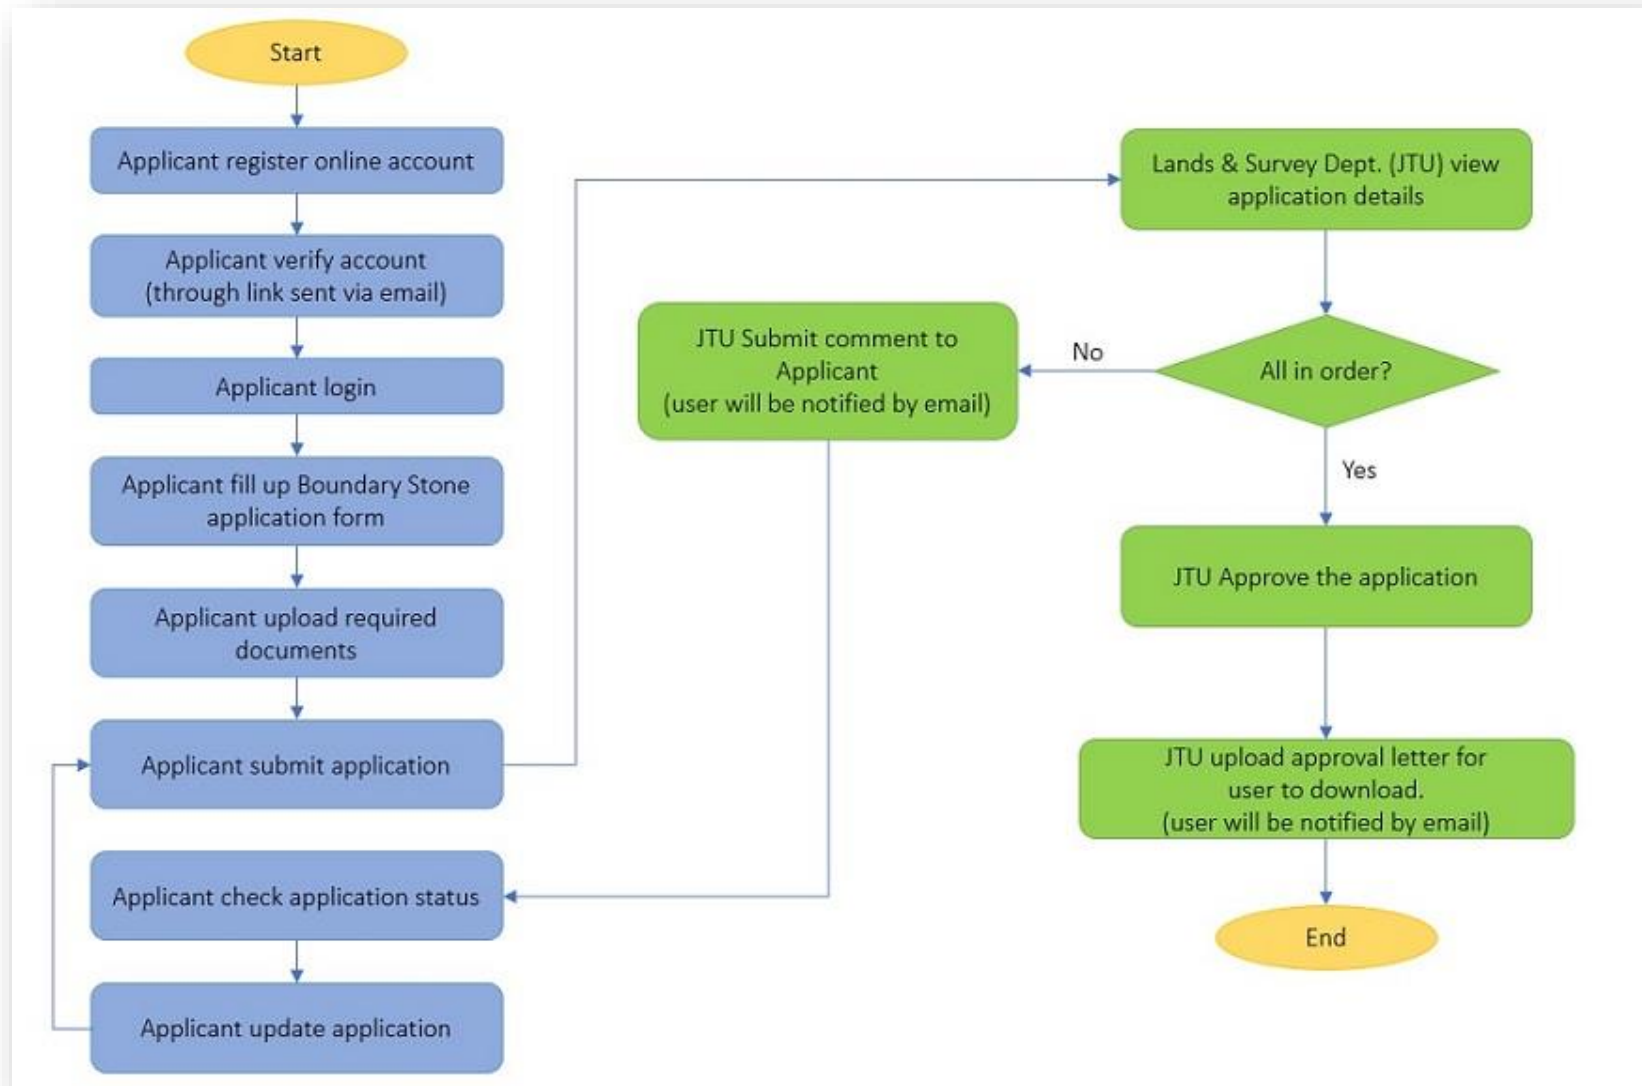 Start
Applicant register online account
Applicant verify account
(through link sent via email)
Applicant login
Applicant fill up Boundary Stone
application form
Applicant upload required
documents
Applicant submit application
Applicant check application status
Applicant update application
Lands & Survey Dept. (JTU) view
application details
All in order?
No
JTU Submit comment to
Applicant
(user will be notified by email)
Yes
JTU Approve the application
JTU upload approval letter for
user to download.
(user will be notified by email)
End